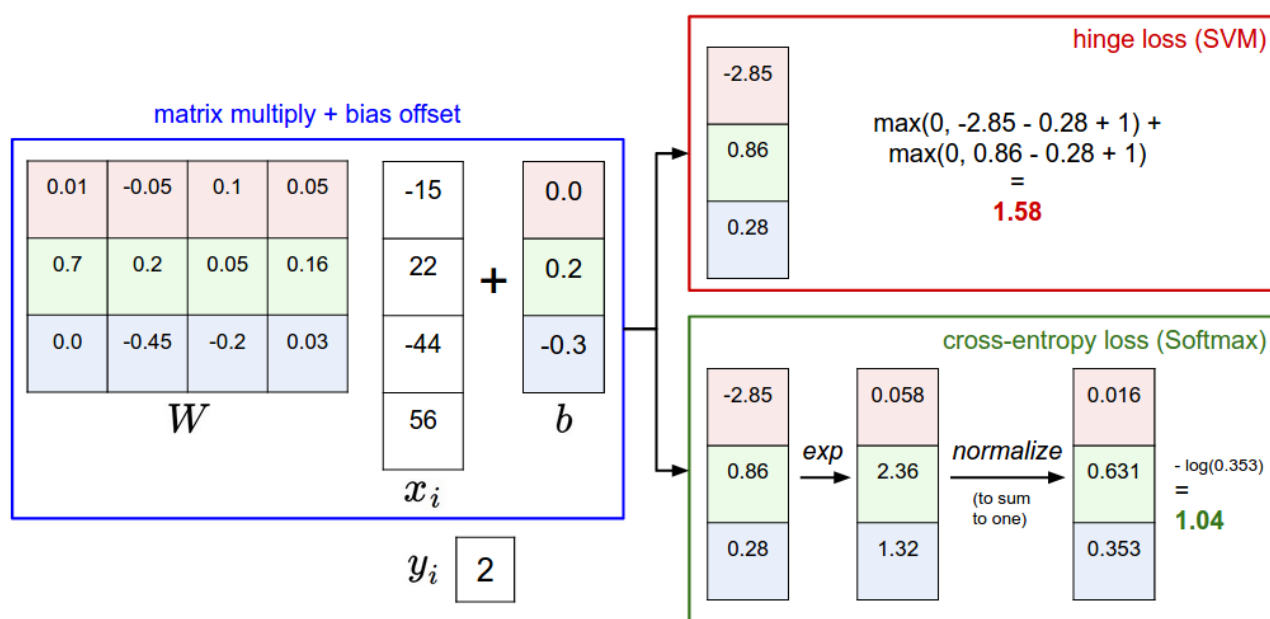 matrix multiply + bias offset
0.01 -0.05 0.1 0.05
0.7 0.2 0.05 0.16
0.0 -0.45 -0.2 0.03
W
-15
22
-44
56
x_i
+
0.0
0.2
-0.3
b
y_i 2
hinge loss (SVM)
-2.85
0.86
0.28
max(0, -2.85 - 0.28 + 1) +
max(0, 0.86 - 0.28 + 1)
=
1.58
cross-entropy loss (Softmax)
-2.85
0.86
0.28
exp
0.058
2.36
1.32
normalize
(to sum
to one)
0.016
0.631
0.353
- log(0.353)
=
1.04